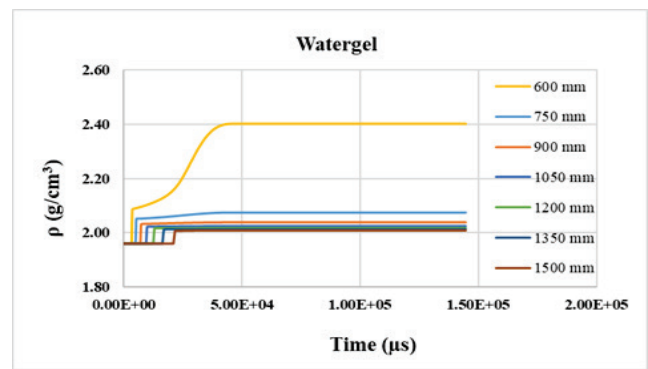 Watergel
2.60
2.40
2.20
2.00
1.80
ρ (g/cm³)
0.00E+00
5.00E+04
1.00E+05
1.50E+05
2.00E+05
Time (μs)
600 mm
750 mm
900 mm
1050 mm
1200 mm
1350 mm
1500 mm